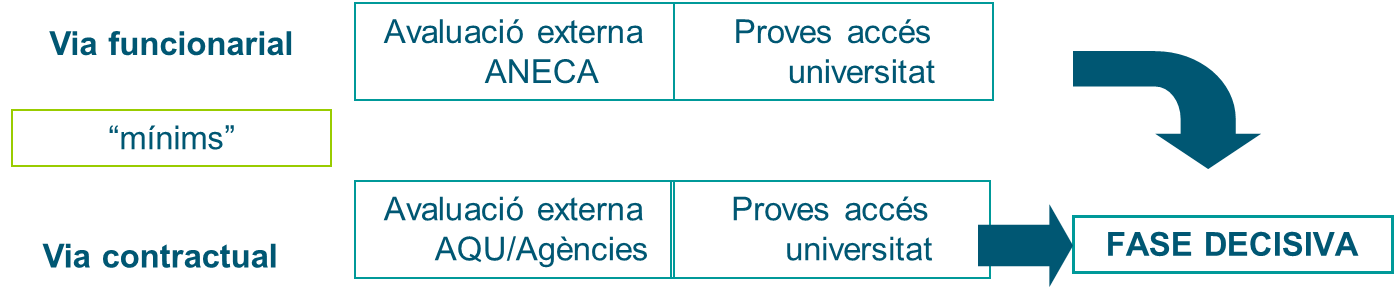 Via funcionarial
Avaluació externa
ANECA
Proves accés
universitat
“mínims”
Via contractual
Avaluació externa
AQU/Agències
Proves accés
universitat
FASE DECISIVA